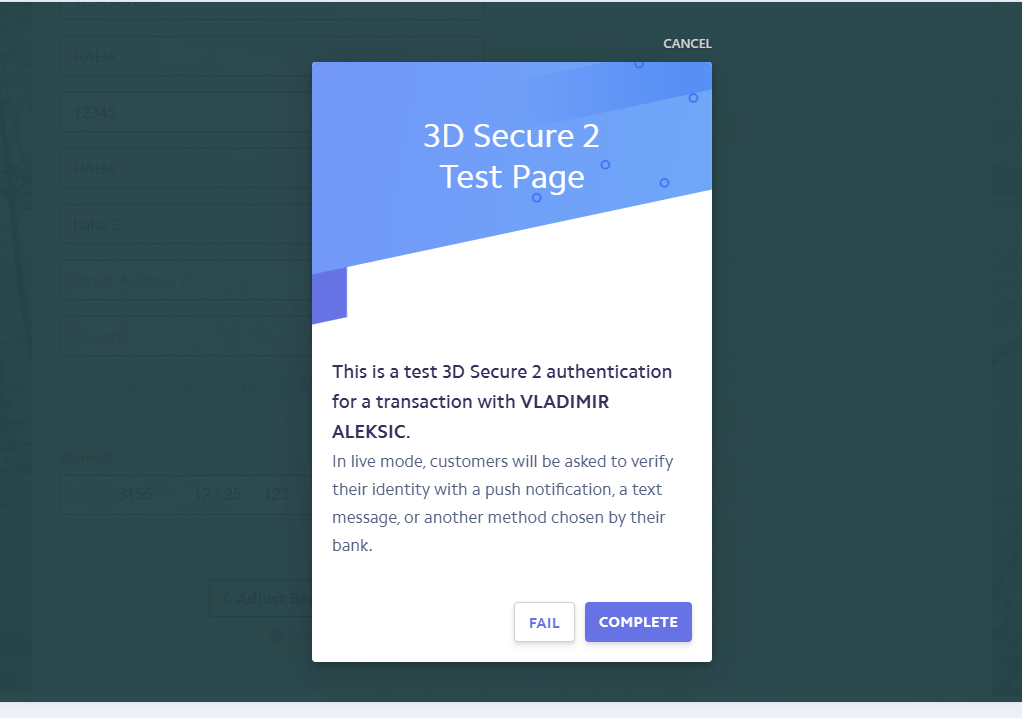 CANCEL
HAHA
12345
HAHA
haha 3
Street Address 2
County
3D Secure 2
Test Page
This is a test 3D Secure 2 authentication
for a transaction with VLADIMIR
ALEKSIC.
In live mode, customers will be asked to verify
their identity with a push notification, a text
message, or another method chosen by their
bank.
Payment
3155 12 / 25 123
Adjust
FAIL COMPLETE